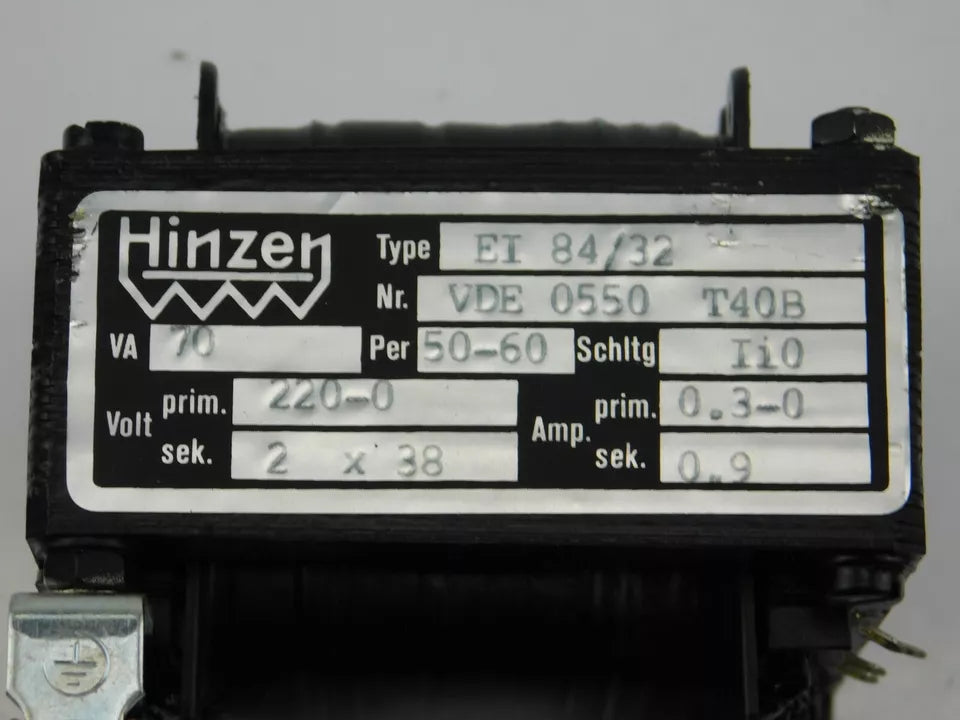 Hinzen Type EI 84/32
Nr. VDE 0550 T40B
VA 70 Per 50-60 Schltg Ii0
Volt prim. 220-0 Amp. prim. 0.3-0
sek. 2 x 38 sek. 0.9